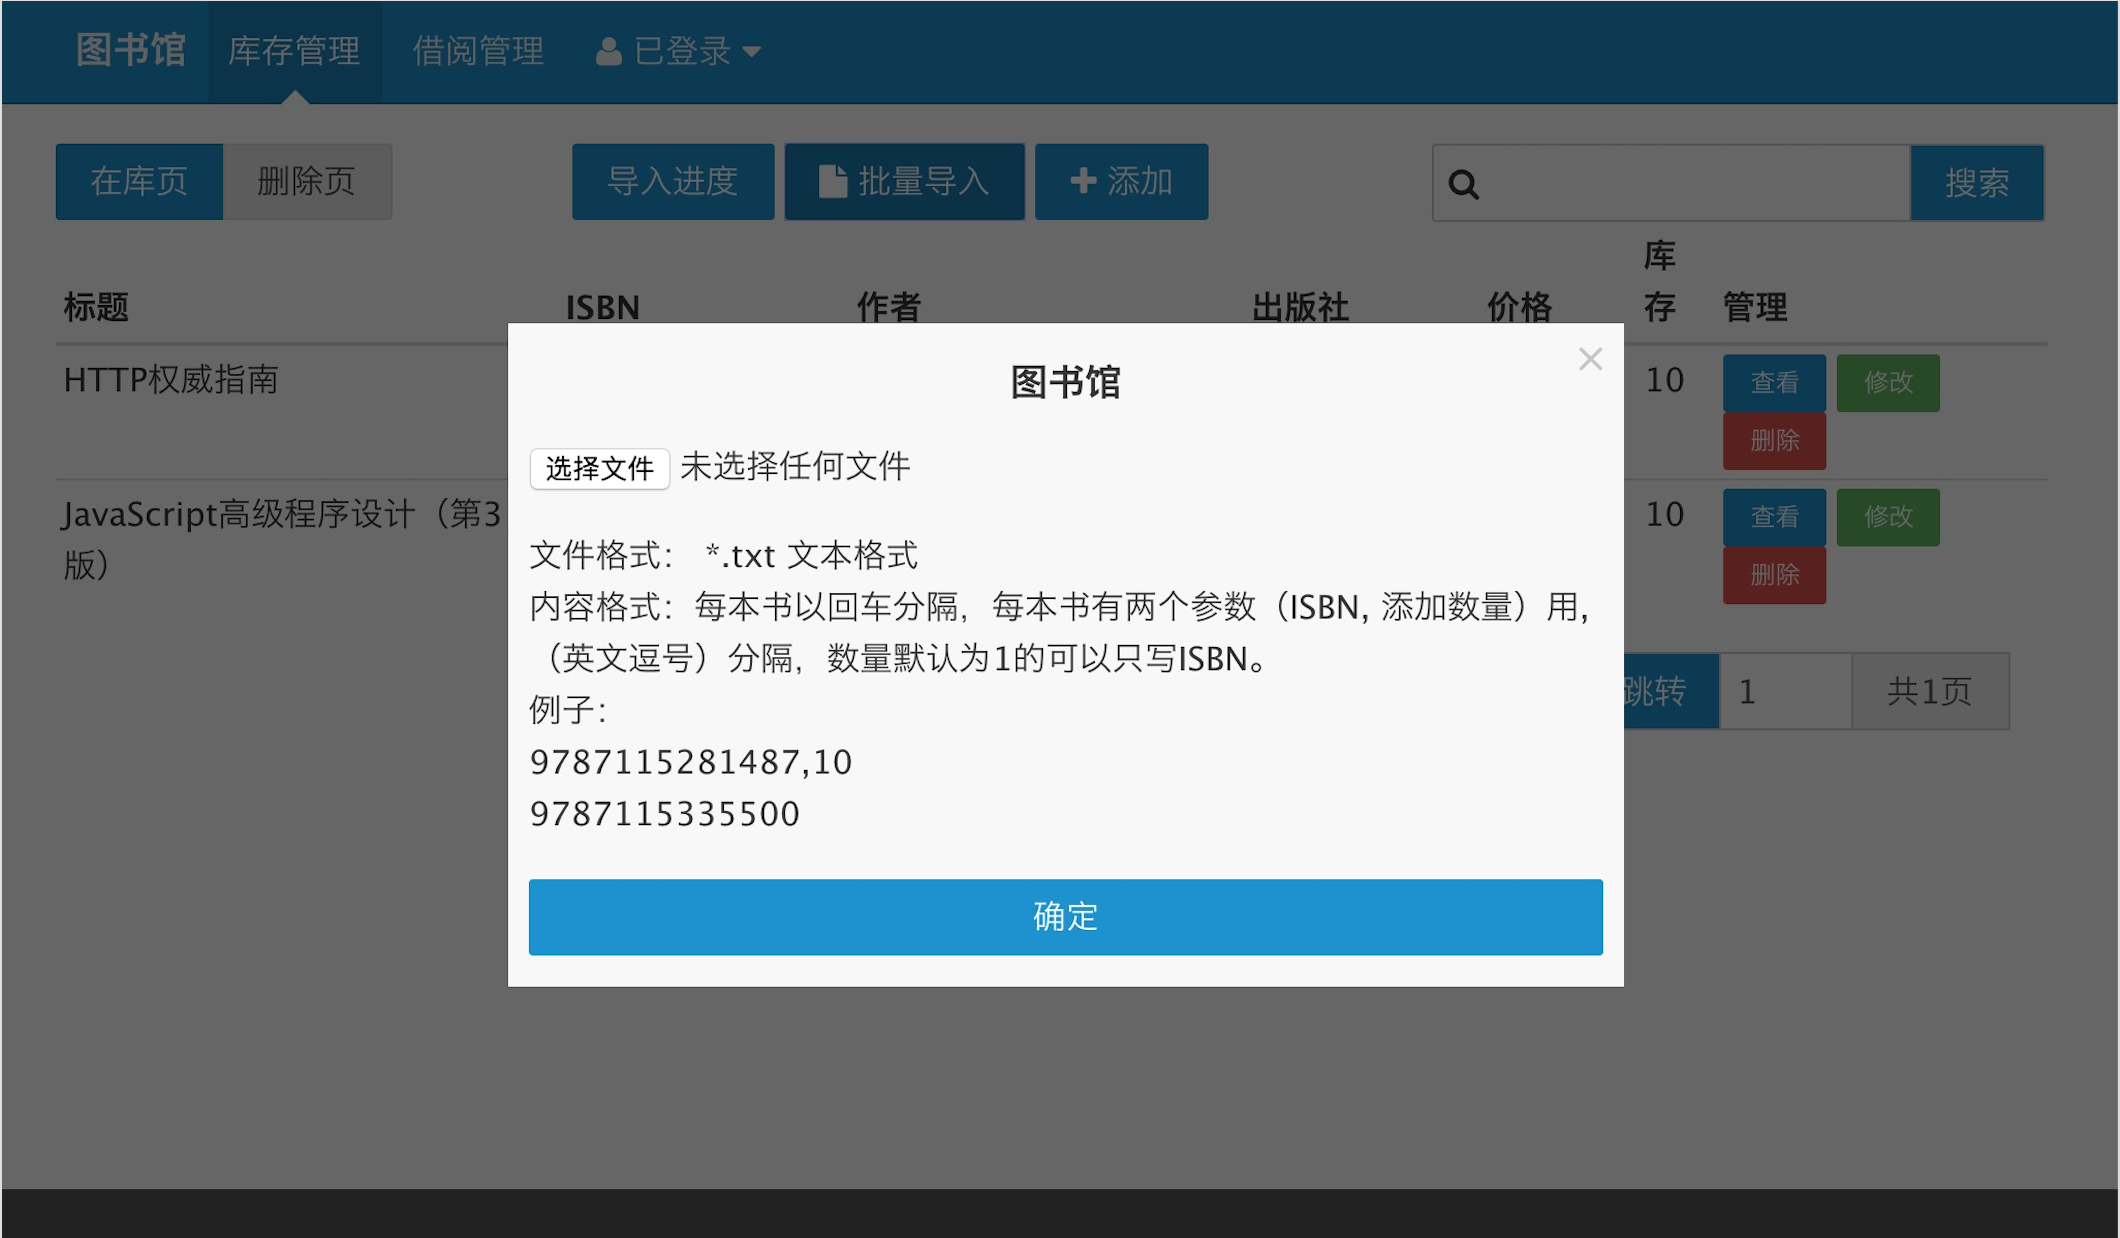 图书馆 库存管理 借阅管理 已登录
在库页 删除页 导入进度 批量导入 添加 搜索
标题 ISBN 作者 出版社 价格 库存 管理
HTTP权威指南 10 查看 修改
删除
JavaScript高级程序设计（第3 10 查看 修改
版） 删除
跳转 1 共1页
图书馆
选择文件 未选择任何文件
文件格式： *.txt 文本格式
内容格式：每本书以回车分隔，每本书有两个参数（ISBN, 添加数量）用,
（英文逗号）分隔，数量默认为1的可以只写ISBN。
例子：
9787115281487,10
9787115335500
确定